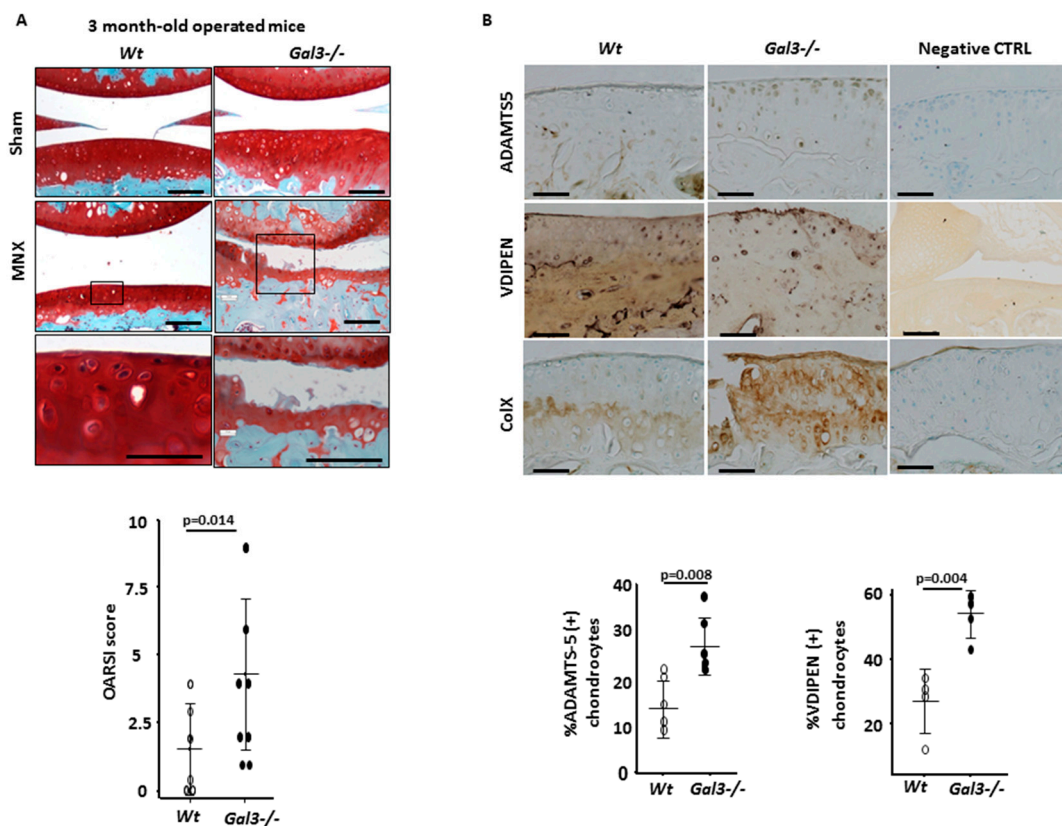 A
3 month-old operated mice
Wt Gal3-/-
Sham
MNX
10
7.5
5
2.5
0
OARSI score
p=0.014
Wt Gal3-/-
B
Wt Gal3-/- Negative CTRL
ADAMTS5
VDIPEN
ColX
40
30
20
10
0
%ADAMTS-5 (+)
chondrocytes
p=0.008
Wt Gal3-/-
60
40
20
%VDIPEN (+)
chondrocytes
p=0.004
Wt Gal3-/-